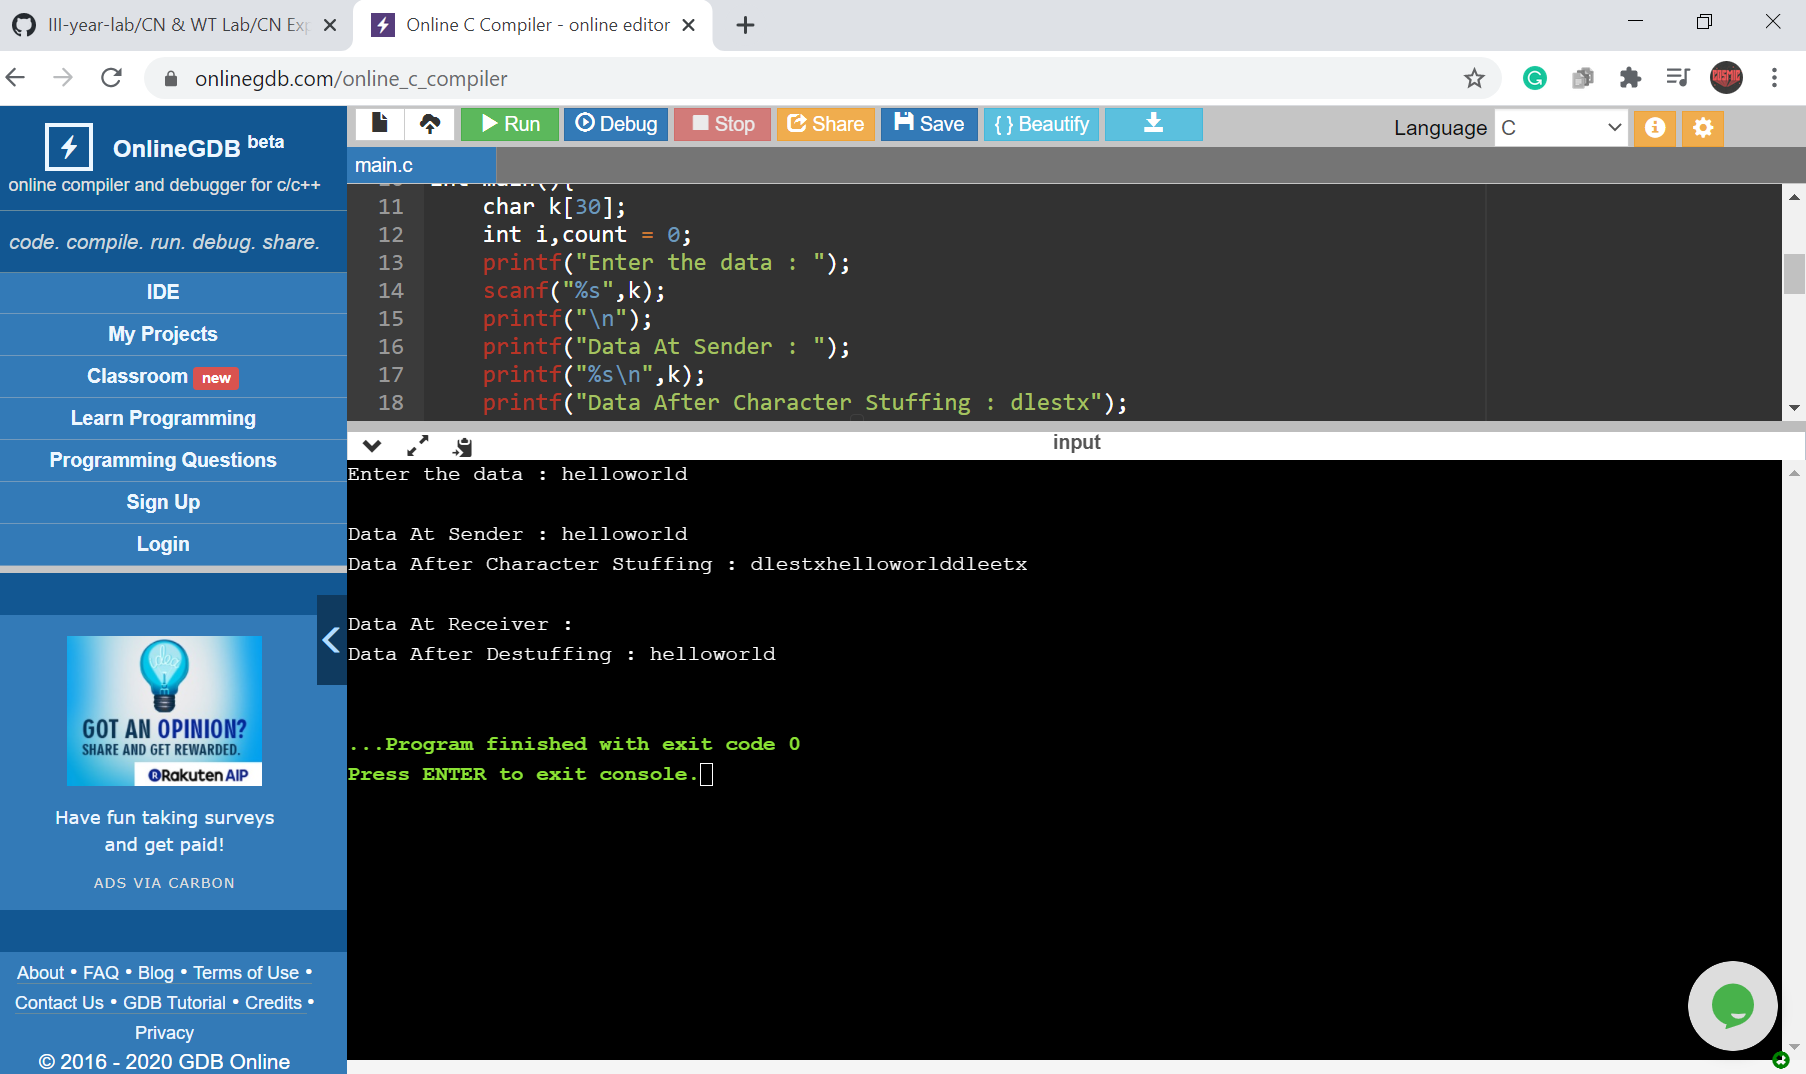 III-year-lab/CN & WT Lab/CN Exp
Online C Compiler - online editor
onlinegdb.com/online_c_compiler
COSMIC
OnlineGDB beta
online compiler and debugger for c/c++
code. compile. run. debug. share.
IDE
My Projects
Classroom new
Learn Programming
Programming Questions
Sign Up
Login
GOT AN OPINION?
SHARE AND GET REWARDED.
Rakuten AIP
Have fun taking surveys
and get paid!
ADS VIA CARBON
About • FAQ • Blog • Terms of Use •
Contact Us • GDB Tutorial • Credits •
Privacy
© 2016 - 2020 GDB Online
Run Debug Stop Share Save {} Beautify
Language C
main.c
10 int main(){
11 char k[30];
12 int i,count = 0;
13 printf("Enter the data : ");
14 scanf("%s",k);
15 printf("\n");
16 printf("Data At Sender : ");
17 printf("%s\n",k);
18 printf("Data After Character Stuffing : dlestx");
input
Enter the data : helloworld
Data At Sender : helloworld
Data After Character Stuffing : dlestxhelloworlddleetx
Data At Receiver :
Data After Destuffing : helloworld
...Program finished with exit code 0
Press ENTER to exit console.